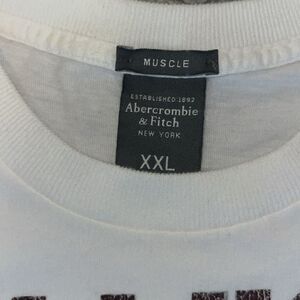 MUSCLE
ESTABLISHED 1892
Abercrombie
& Fitch
NEW YORK
XXL